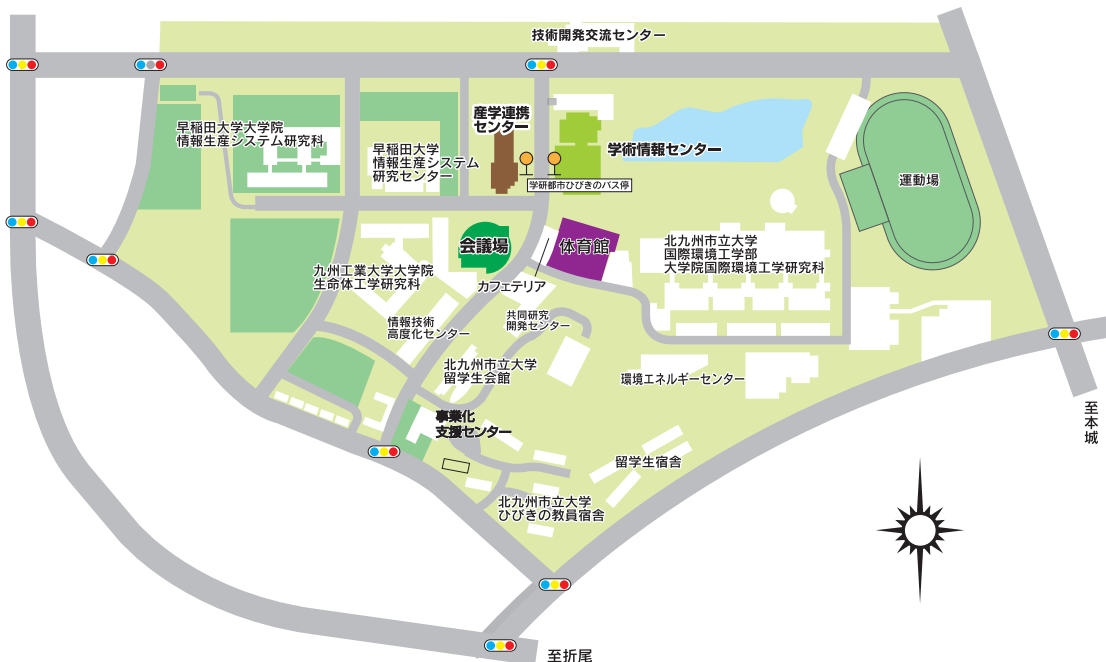 技術開発交流センター
産学連携
センター
早稲田大学大学院
情報生産システム研究科
早稲田大学
情報生産システム
研究センター
学術情報センター
学研都市ひびきのバス停
運動場
会議場
体育館
北九州市立大学
国際環境工学部
大学院国際環境工学研究科
九州工業大学大学院
生命体工学研究科
カフェテリア
情報技術
高度化センター
共同研究
開発センター
北九州市立大学
留学生会館
環境エネルギーセンター
事業化
支援センター
至本城
留学生宿舎
北九州市立大学
ひびきの教員宿舎
至折尾